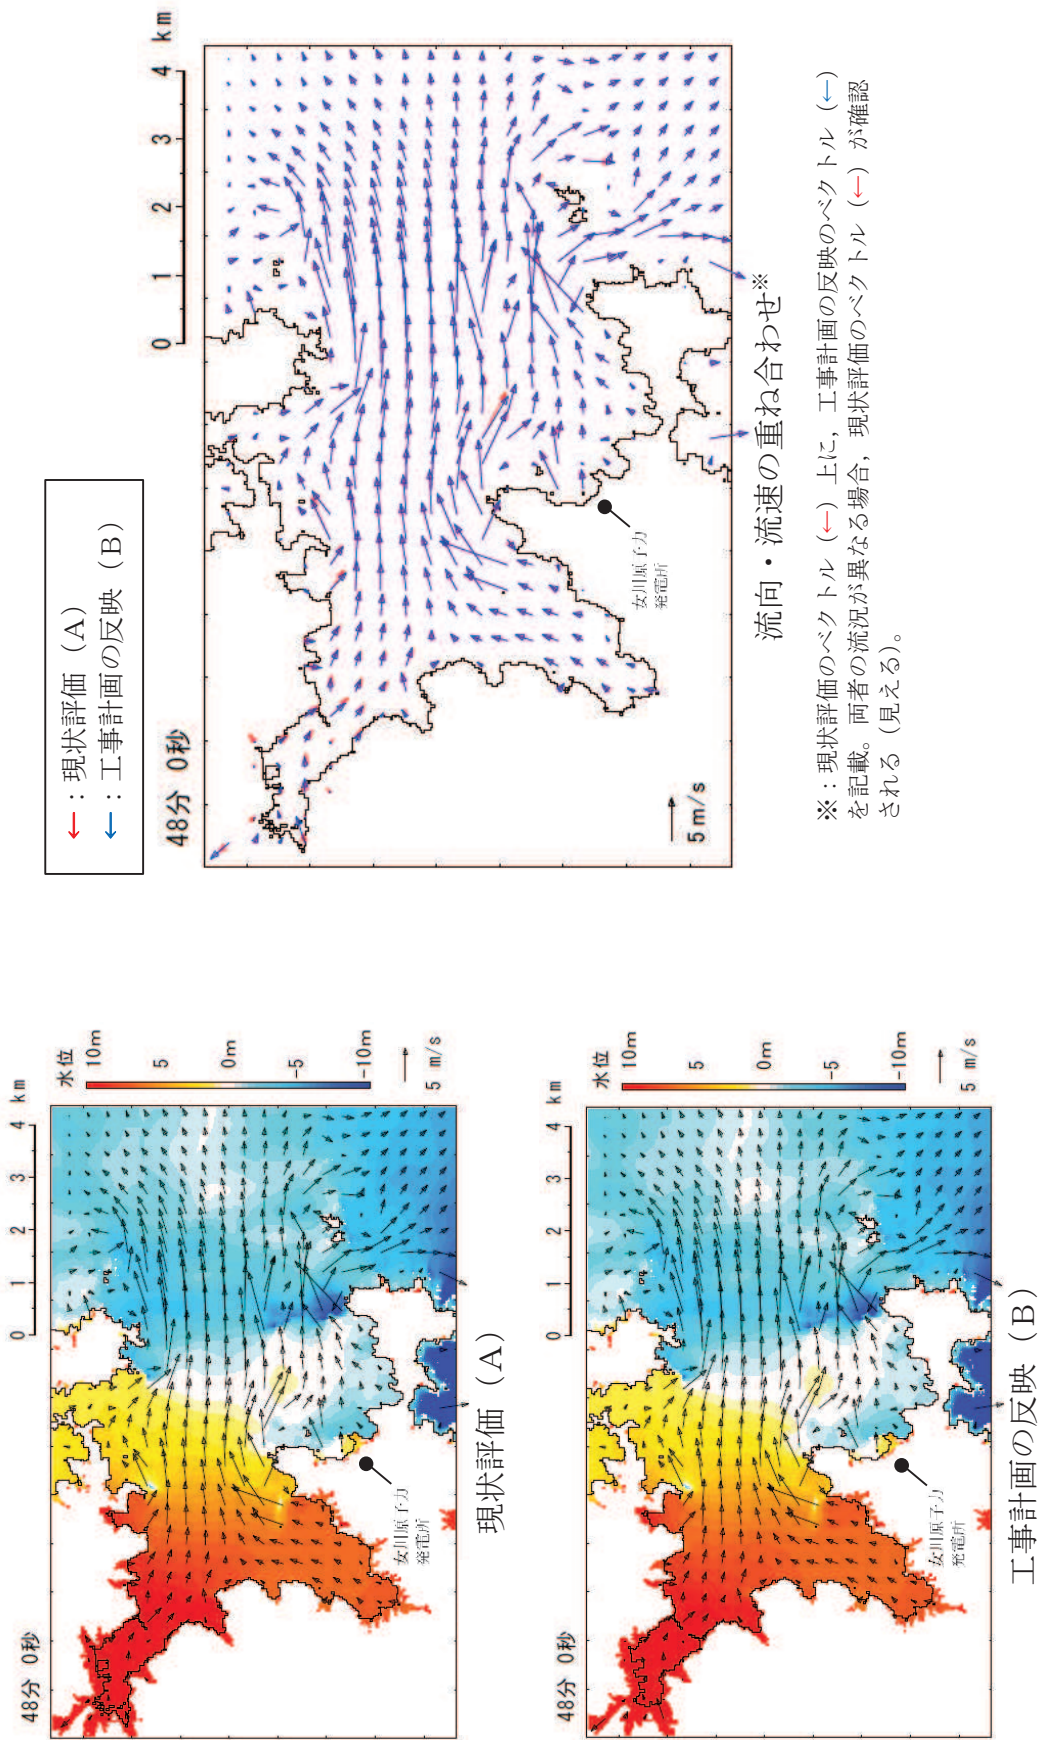 48分 0秒
0 1 2 3 4 km
水位
10m
5
0m
-5
-10m
5 m/s
女川原子力
発電所
現状評価（A）
0 1 2 3 4 km
水位
10m
5
0m
-5
-10m
5 m/s
女川原子力
発電所
48分 0秒
工事計画の反映（B）
←：現状評価（A）
←：工事計画の反映（B）
48分 0秒
0 1 2 3 4 km
5m/s
女川原子力
発電所
流向・流速の重ね合わせ※
※：現状評価のベクトル（←）上に，工事計画の反映のベクトル（←）
を記載。両者の流況が異なる場合，現状評価のベクトル（←）が確認
される（見える）。